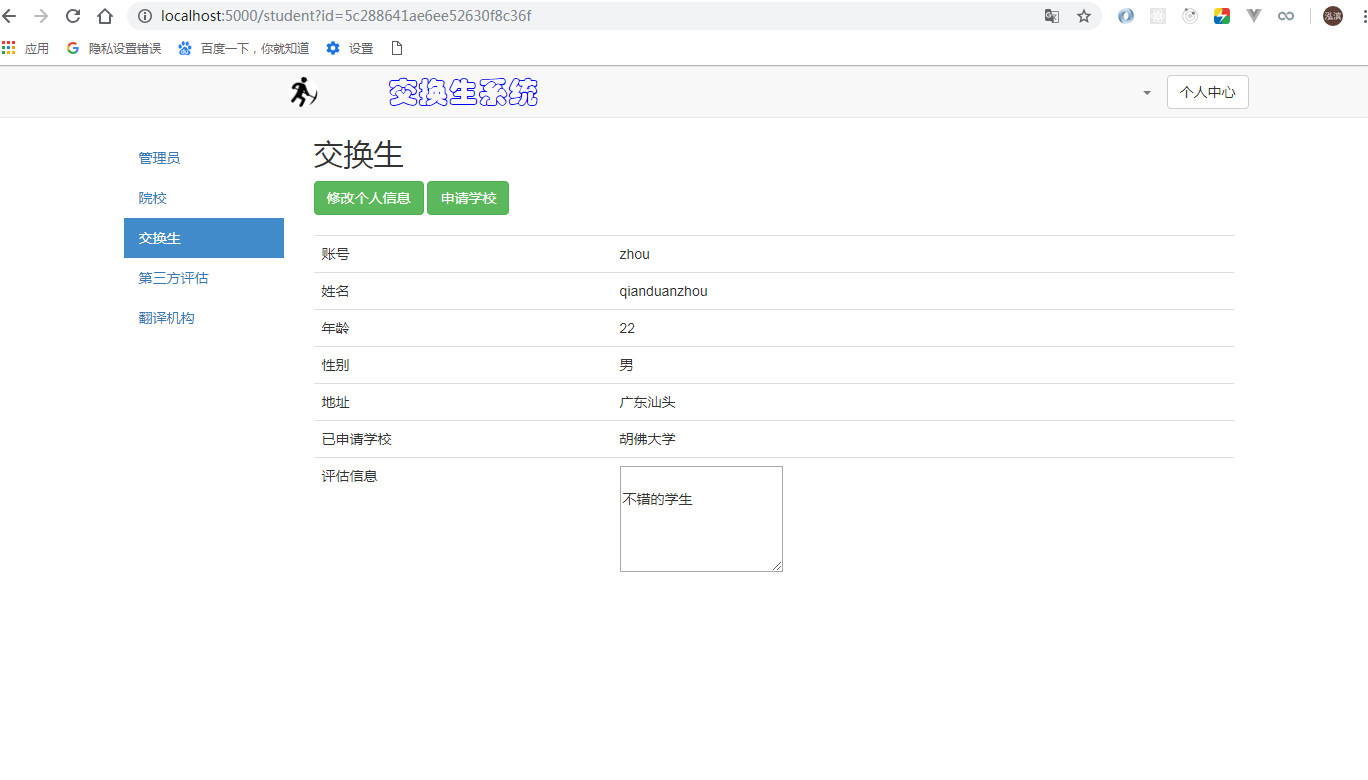 localhost:5000/student?id=5c288641ae6ee52630f8c36f
泓滨
应用 隐私设置错误 百度一下，你就知道 设置
交换生系统 个人中心
管理员
院校
交换生
第三方评估
翻译机构
交换生
修改个人信息 申请学校
账号 zhou
姓名 qianduanzhou
年龄 22
性别 男
地址 广东汕头
已申请学校 胡佛大学
评估信息 不错的学生